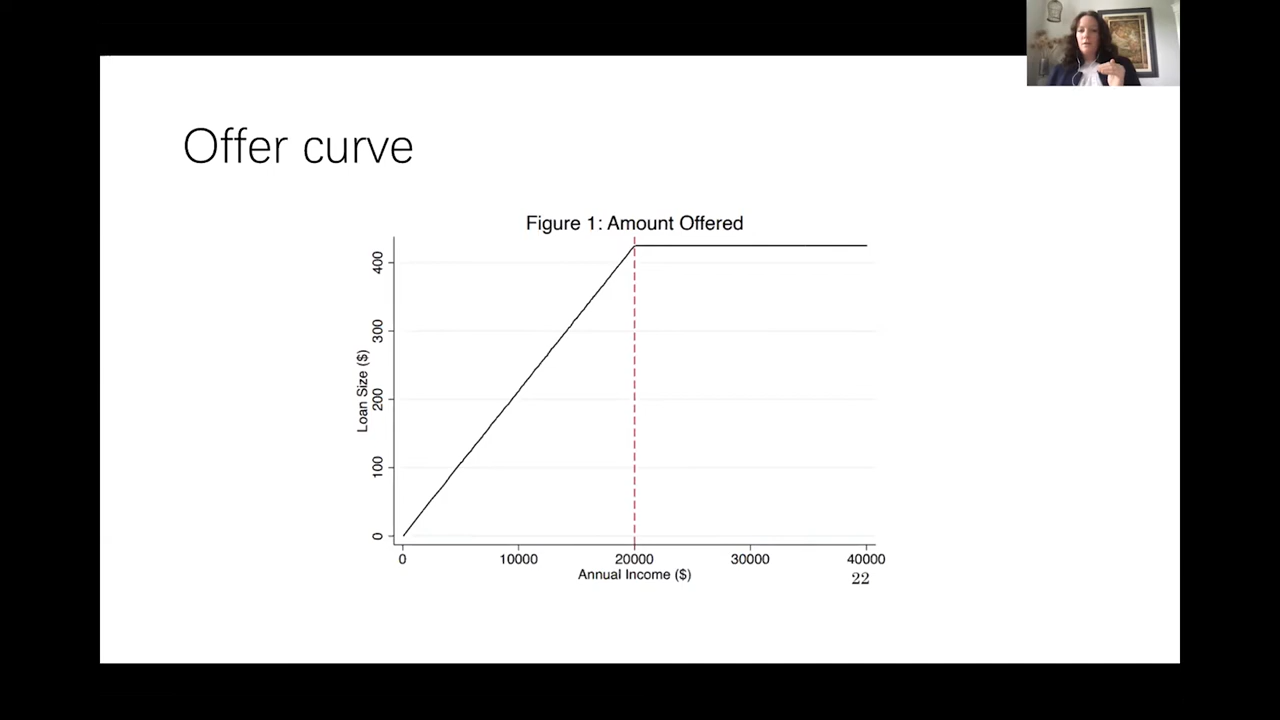 Offer curve
Figure 1: Amount Offered
Loan Size ($)
400
300
200
100
0
0 10000 20000 30000 40000
Annual Income ($)
22